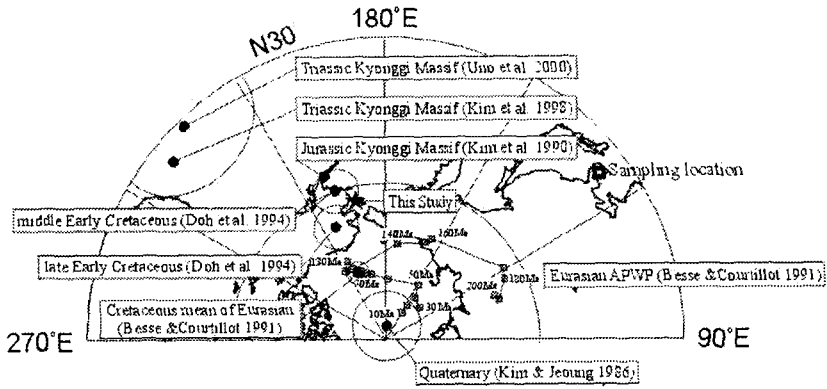 180°E
N30
Triassic Kyonggi Massif (Uno et al. 2000)
Triassic Kyonggi Massif (Kim et al. 1998)
Jurassic Kyonggi Massif (Kim et al. 1990)
Sampling location
This Study
middle Early Cretaceous (Doh et al. 1994)
140Ma
160Ma
late Early Cretaceous (Doh et al. 1994)
130Ma
Eurasian APWP (Besse & Courtillot 1991)
180Ma
200Ma
Cretaceous mean of Eurasian
(Besse & Courtillot 1991)
10Ma
30Ma
270°E
90°E
Quaternary (Kim & Jeoung 1986)